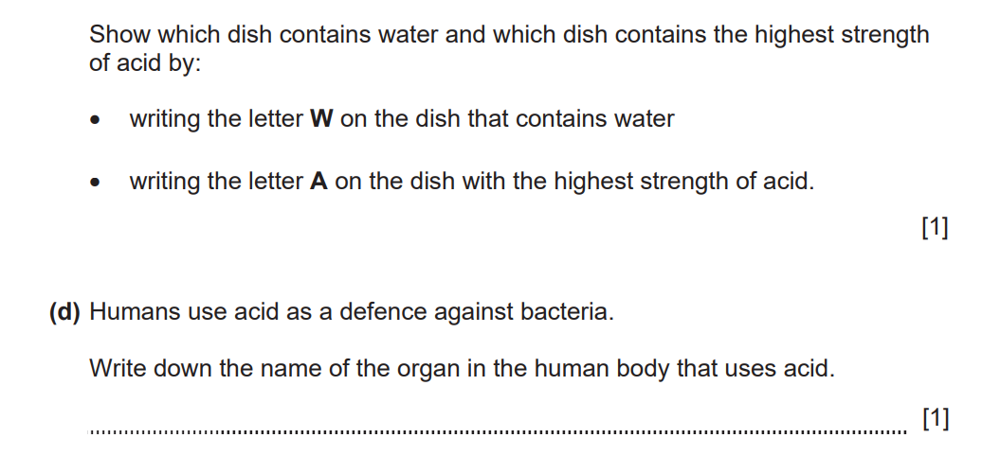 Show which dish contains water and which dish contains the highest strength
of acid by:
• writing the letter W on the dish that contains water
• writing the letter A on the dish with the highest strength of acid.
[1]
(d) Humans use acid as a defence against bacteria.
Write down the name of the organ in the human body that uses acid.
[1]